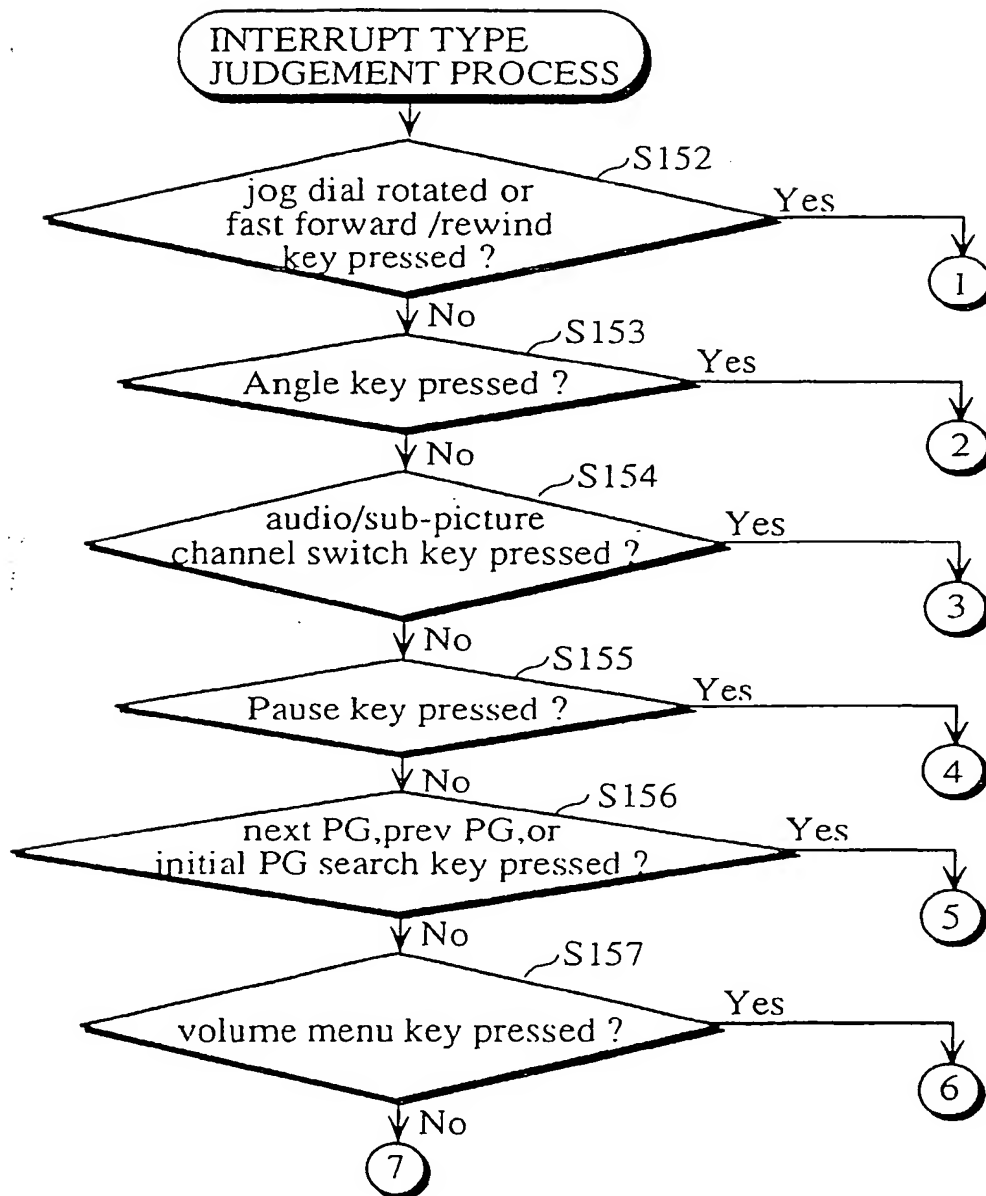 INTERRUPT TYPE
JUDGEMENT PROCESS
S152
jog dial rotated or
fast forward /rewind
key pressed ?
Yes
1
No
S153
Angle key pressed ?
Yes
2
No
S154
audio/sub-picture
channel switch key pressed ?
Yes
3
No
S155
Pause key pressed ?
Yes
4
No
S156
next PG,prev PG,or
initial PG search key pressed ?
Yes
5
No
S157
volume menu key pressed ?
Yes
6
No
7